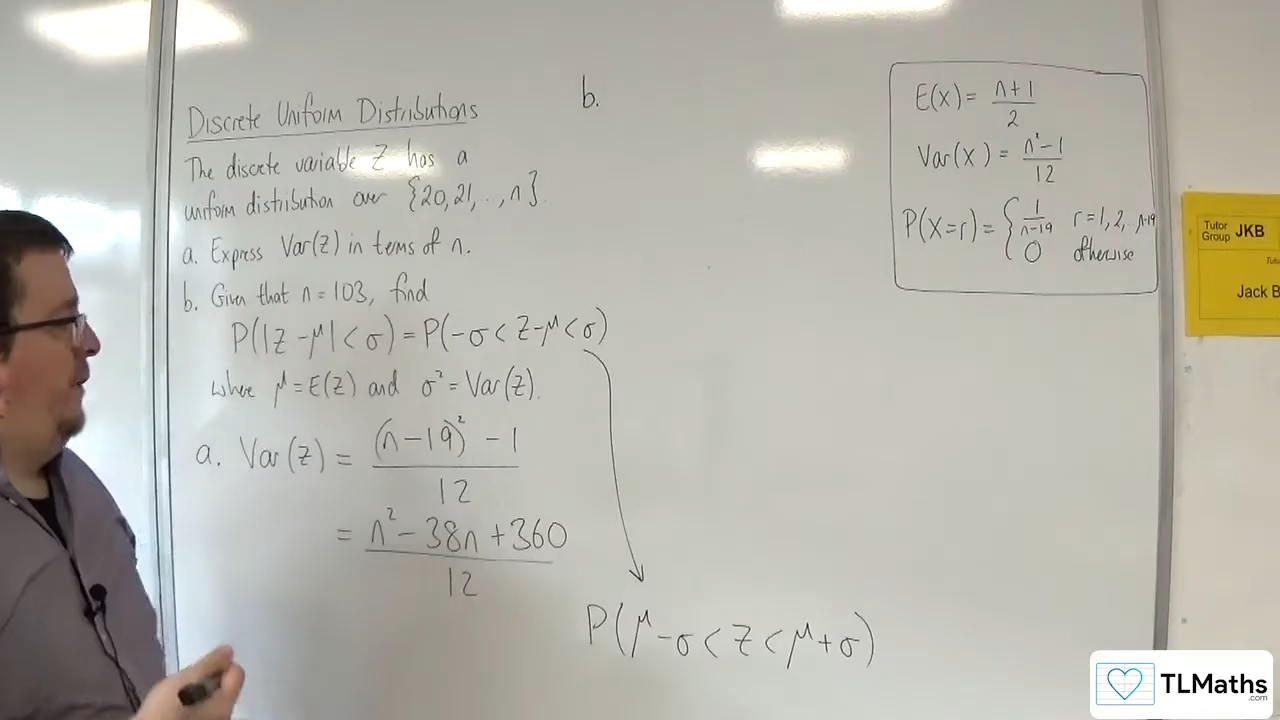 Discrete Uniform Distributions
The discrete variable Z has a
uniform distribution over {20, 21, .., n}.
a. Express Var(Z) in terms of n.
b. Given that n = 103, find
P(|Z - μ| < σ) = P(-σ < Z - μ < σ)
where μ = E(Z) and σ² = Var(Z).
a. Var(Z) = ((n - 19)² - 1) / 12
= (n² - 38n + 360) / 12
b.
P(μ - σ < Z < μ + σ)
E(X) = (n + 1) / 2
Var(X) = (n² - 1) / 12
P(X = r) = { 1/(n-19) r = 1, 2, , n-19
0 otherwise
Tutor
Group JKB
Jack B
TLMaths
.com